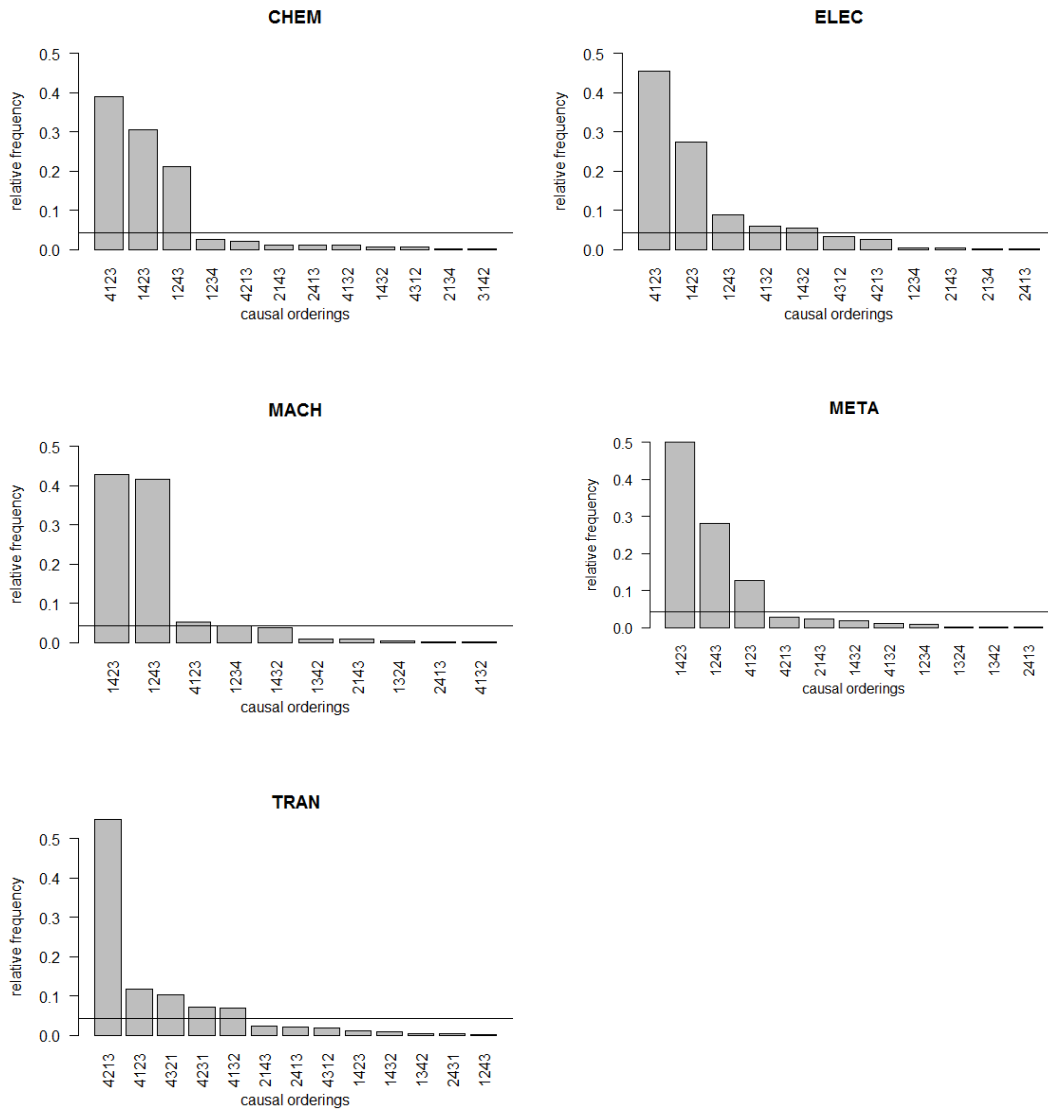 CHEM
relative frequency
0.5
0.4
0.3
0.2
0.1
0.0
4123 1423 1243 1234 4213 2143 2413 4132 1432 4312 2134 3142
causal orderings
ELEC
relative frequency
0.5
0.4
0.3
0.2
0.1
0.0
4123 1423 1243 4132 1432 4312 4213 1234 2143 2134 2413
causal orderings
MACH
relative frequency
0.5
0.4
0.3
0.2
0.1
0.0
1423 1243 4123 1234 1432 1342 2143 1324 2413 4132
causal orderings
META
relative frequency
0.5
0.4
0.3
0.2
0.1
0.0
1423 1243 4123 4213 2143 1432 4132 1234 1324 1342 2413
causal orderings
TRAN
relative frequency
0.5
0.4
0.3
0.2
0.1
0.0
4213 4123 4321 4231 4132 2143 2413 4312 1423 1432 1342 2431 1243
causal orderings